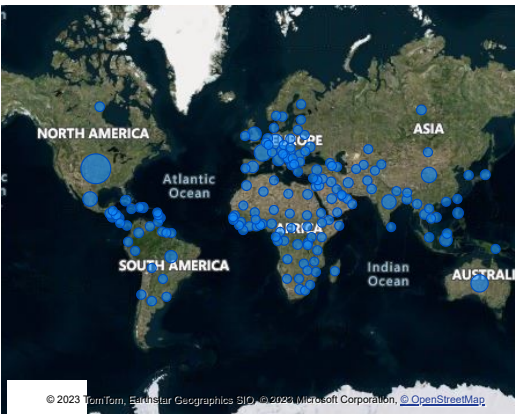 NORTH AMERICA
EUROPE
ASIA
Atlantic
Ocean
AFRICA
SOUTH AMERICA
Indian
Ocean
AUSTRALI
© 2023 TomTom, Earthstar Geographics SIO, © 2023 Microsoft Corporation, © OpenStreetMap